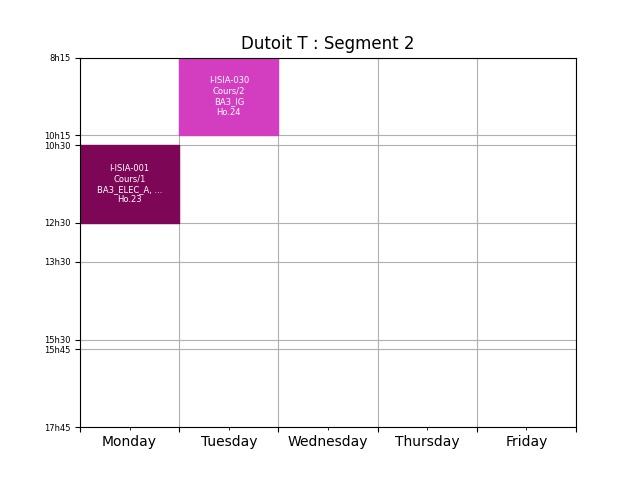 Dutoit T : Segment 2
8h15
I-ISIA-030
Cours/2
BA3_IG
Ho.24
10h15
10h30
I-ISIA-001
Cours/1
BA3_ELEC_A, ...
Ho.23
12h30
13h30
15h30
15h45
17h45
Monday Tuesday Wednesday Thursday Friday